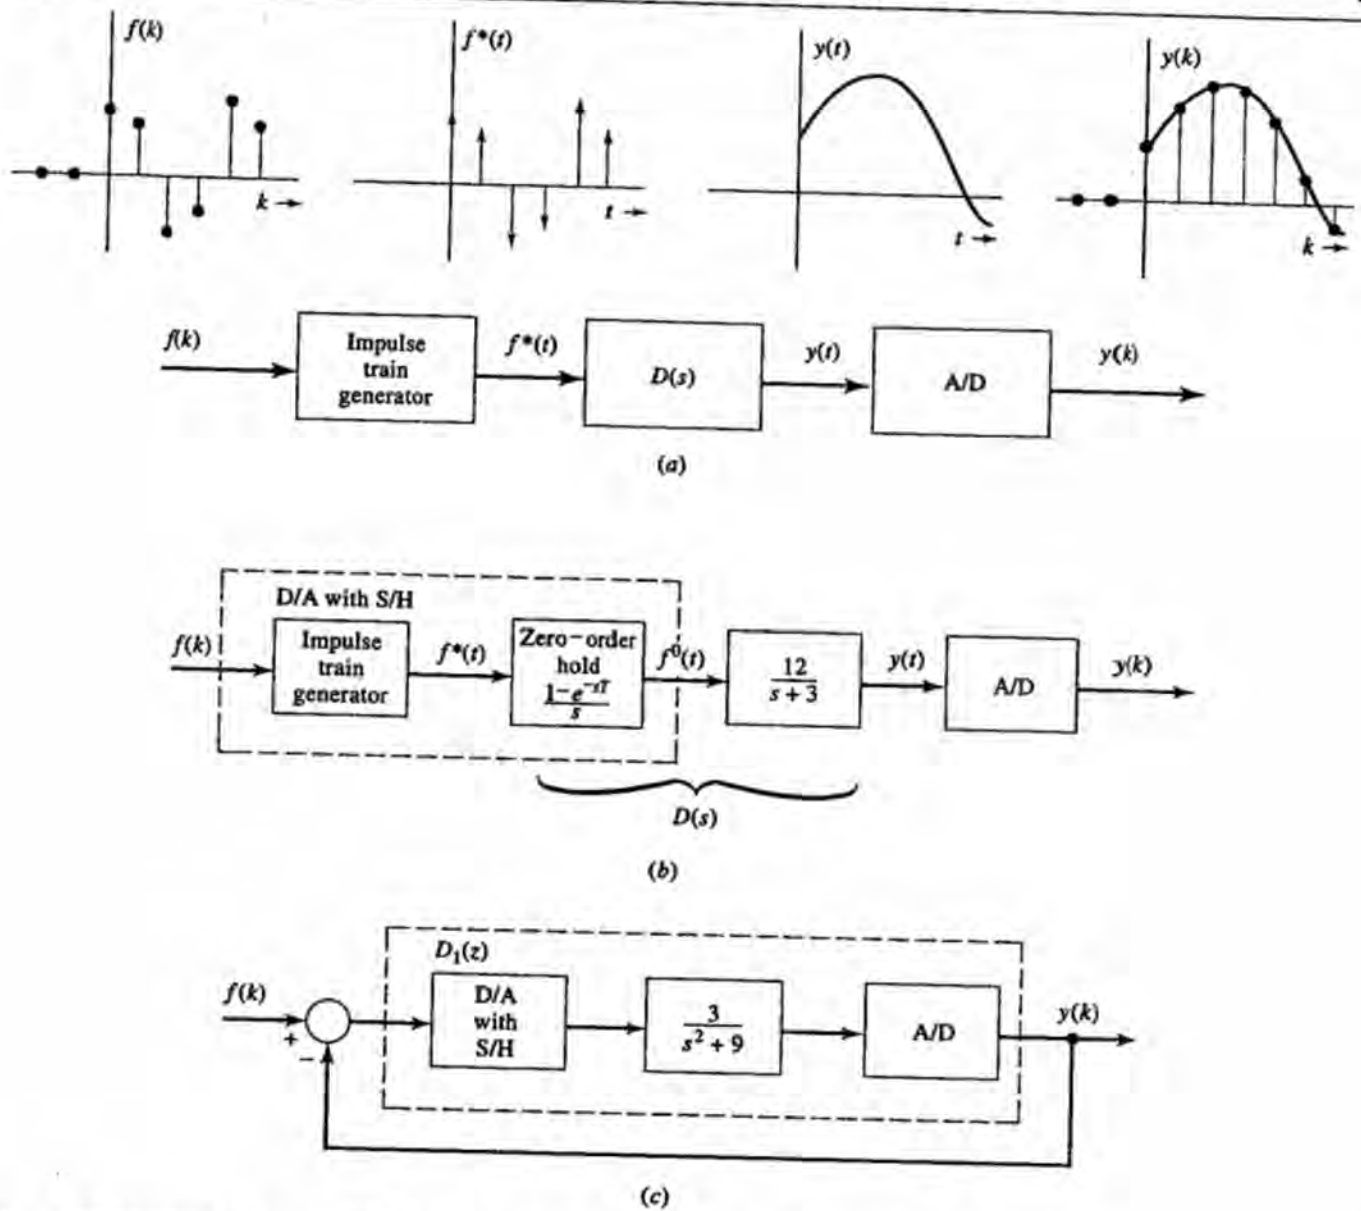 f(k)
f*(t)
y(t)
y(k)
k →
t →
t →
k →
f(k)
Impulse
train
generator
f*(t)
D(s)
y(t)
A/D
y(k)
(a)
D/A with S/H
f(k)
Impulse
train
generator
f*(t)
Zero-order
hold
1-e^{-sT}
s
f⁰(t)
12
s + 3
y(t)
A/D
y(k)
D(s)
(b)
D₁(z)
f(k)
+
−
D/A
with
S/H
3
s² + 9
A/D
y(k)
(c)